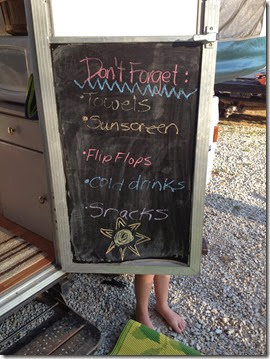 Don't Forget:
• Towels
• Sunscreen
• Flip Flops
• cold drinks
• Snacks